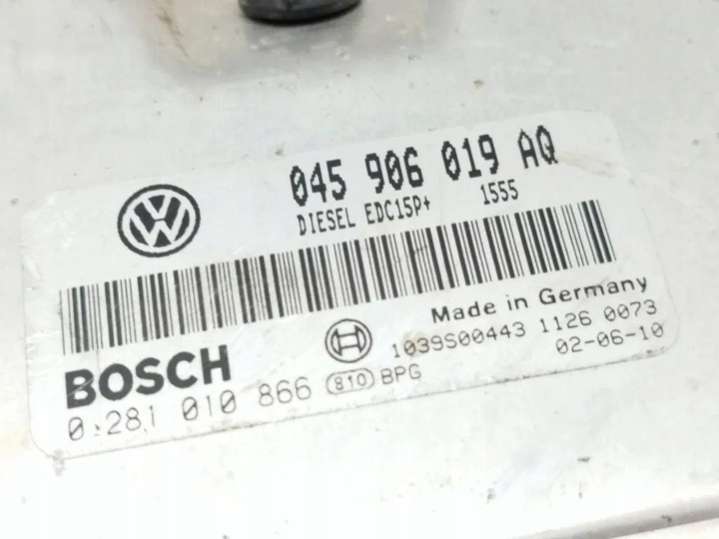 045 906 019 AQ
DIESEL EDC15P+ 1555
Made in Germany
BOSCH
1039S00443 1126 0073
0 281 010 866 810 BPG
02-06-10